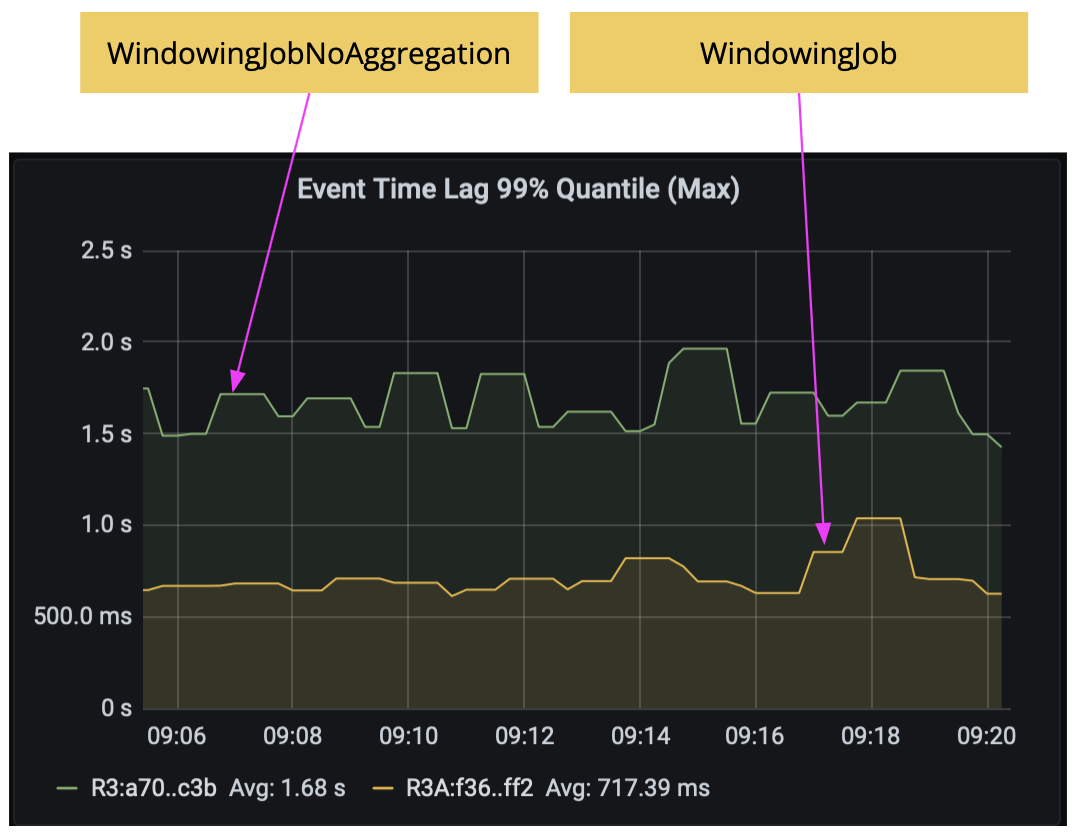 WindowingJobNoAggregation
WindowingJob
Event Time Lag 99% Quantile (Max)
2.5 s
2.0 s
1.5 s
1.0 s
500.0 ms
0 s
09:06 09:08 09:10 09:12 09:14 09:16 09:18 09:20
R3:a70..c3b Avg: 1.68 s R3A:f36..ff2 Avg: 717.39 ms